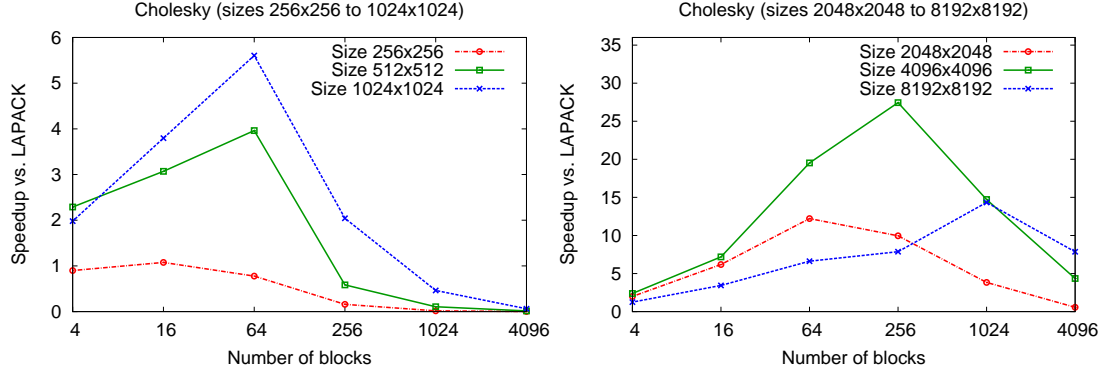 Cholesky (sizes 256x256 to 1024x1024)
Size 256x256
Size 512x512
Size 1024x1024
Speedup vs. LAPACK
6
5
4
3
2
1
0
4 16 64 256 1024 4096
Number of blocks
Cholesky (sizes 2048x2048 to 8192x8192)
Size 2048x2048
Size 4096x4096
Size 8192x8192
Speedup vs. LAPACK
35
30
25
20
15
10
5
0
4 16 64 256 1024 4096
Number of blocks